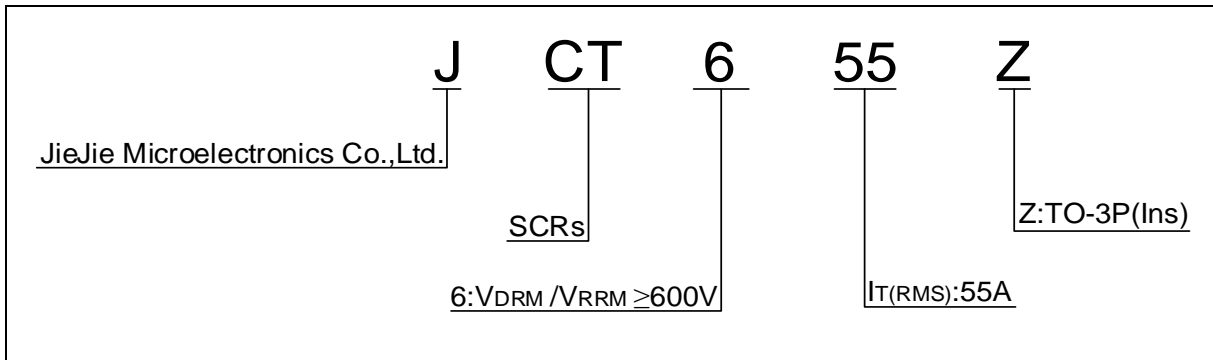 J CT 6 55 Z
JieJie Microelectronics Co.,Ltd.
Z:TO-3P(Ins)
SCRs
6:VDRM /VRRM ≥600V
IT(RMS):55A